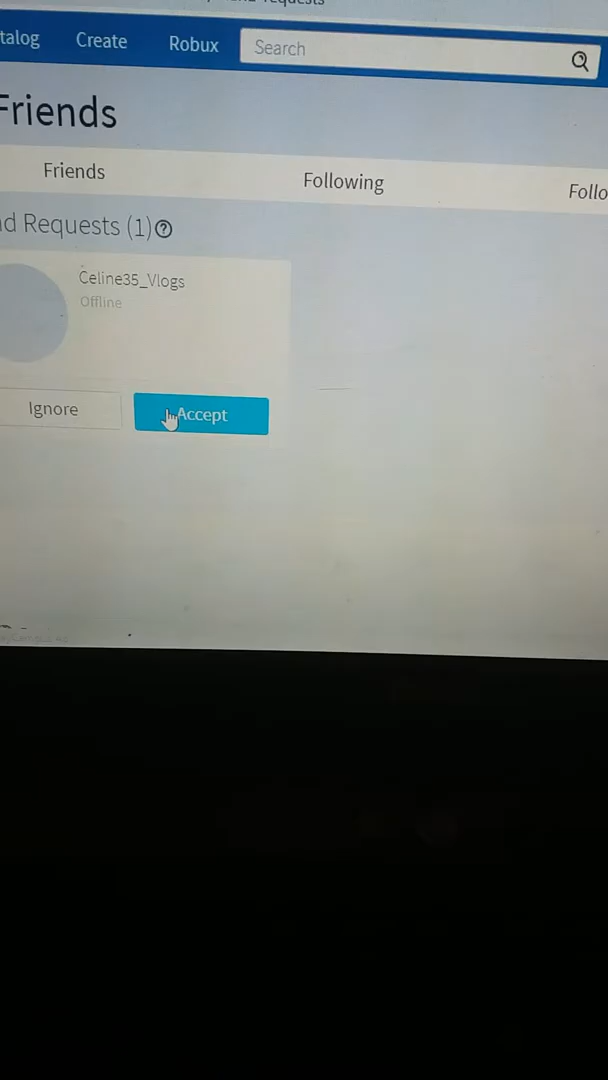 talog Create Robux Search
Friends
Friends Following Follo
d Requests (1)
Celine35_Vlogs
Offline
Ignore Accept